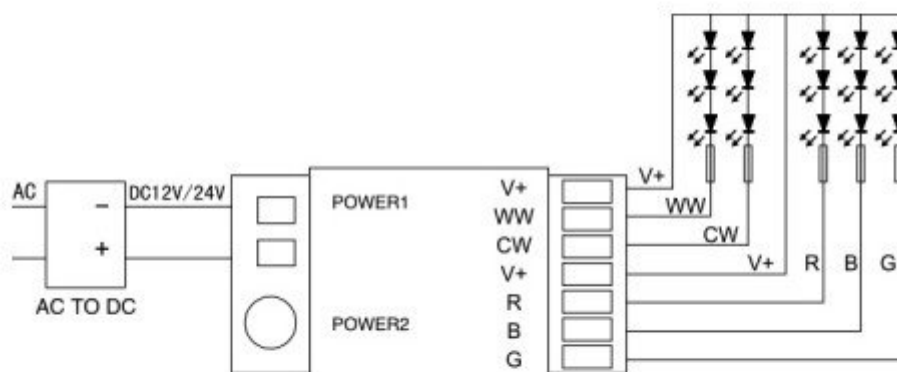 AC
DC12V/24V
−
+
AC TO DC
POWER1
POWER2
V+
WW
CW
V+
R
B
G
V+
WW
CW
V+
R
B
G